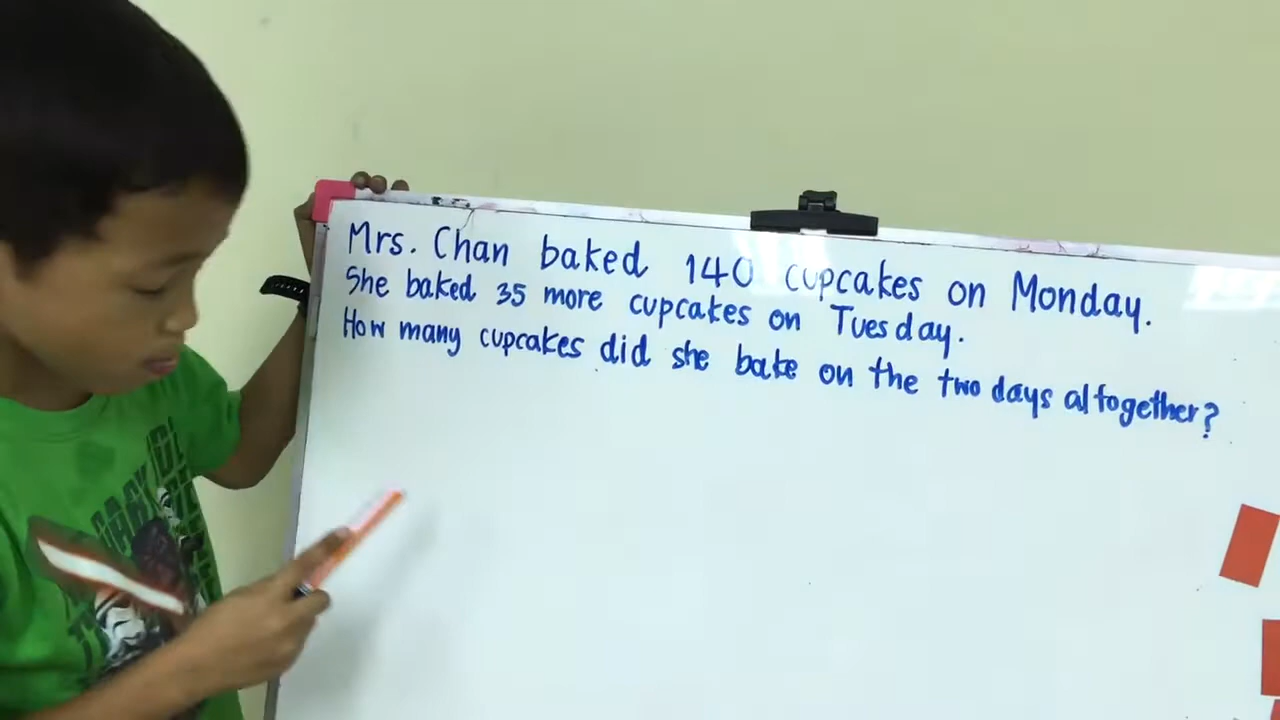 Mrs. Chan baked 140 cupcakes on Monday.
She baked 35 more cupcakes on Tuesday.
How many cupcakes did she bake on the two days altogether?